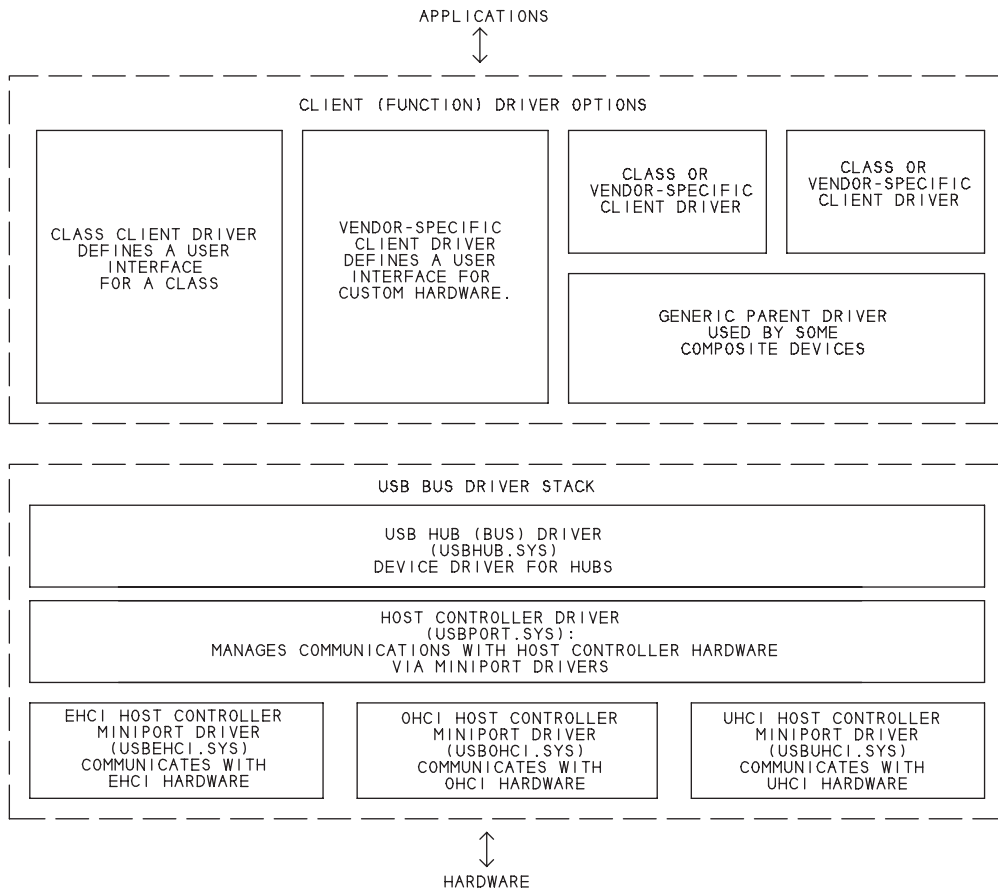 APPLICATIONS
CLIENT (FUNCTION) DRIVER OPTIONS
CLASS CLIENT DRIVER
DEFINES A USER
INTERFACE
FOR A CLASS
VENDOR-SPECIFIC
CLIENT DRIVER
DEFINES A USER
INTERFACE FOR
CUSTOM HARDWARE.
CLASS OR
VENDOR-SPECIFIC
CLIENT DRIVER
CLASS OR
VENDOR-SPECIFIC
CLIENT DRIVER
GENERIC PARENT DRIVER
USED BY SOME
COMPOSITE DEVICES
USB BUS DRIVER STACK
USB HUB (BUS) DRIVER
(USBHUB.SYS)
DEVICE DRIVER FOR HUBS
HOST CONTROLLER DRIVER
(USBPORT.SYS):
MANAGES COMMUNICATIONS WITH HOST CONTROLLER HARDWARE
VIA MINIPORT DRIVERS
EHCI HOST CONTROLLER
MINIPORT DRIVER
(USBEHCI.SYS)
COMMUNICATES WITH
EHCI HARDWARE
OHCI HOST CONTROLLER
MINIPORT DRIVER
(USBOHCI.SYS)
COMMUNICATES WITH
OHCI HARDWARE
UHCI HOST CONTROLLER
MINIPORT DRIVER
(USBUHCI.SYS)
COMMUNICATES WITH
UHCI HARDWARE
HARDWARE